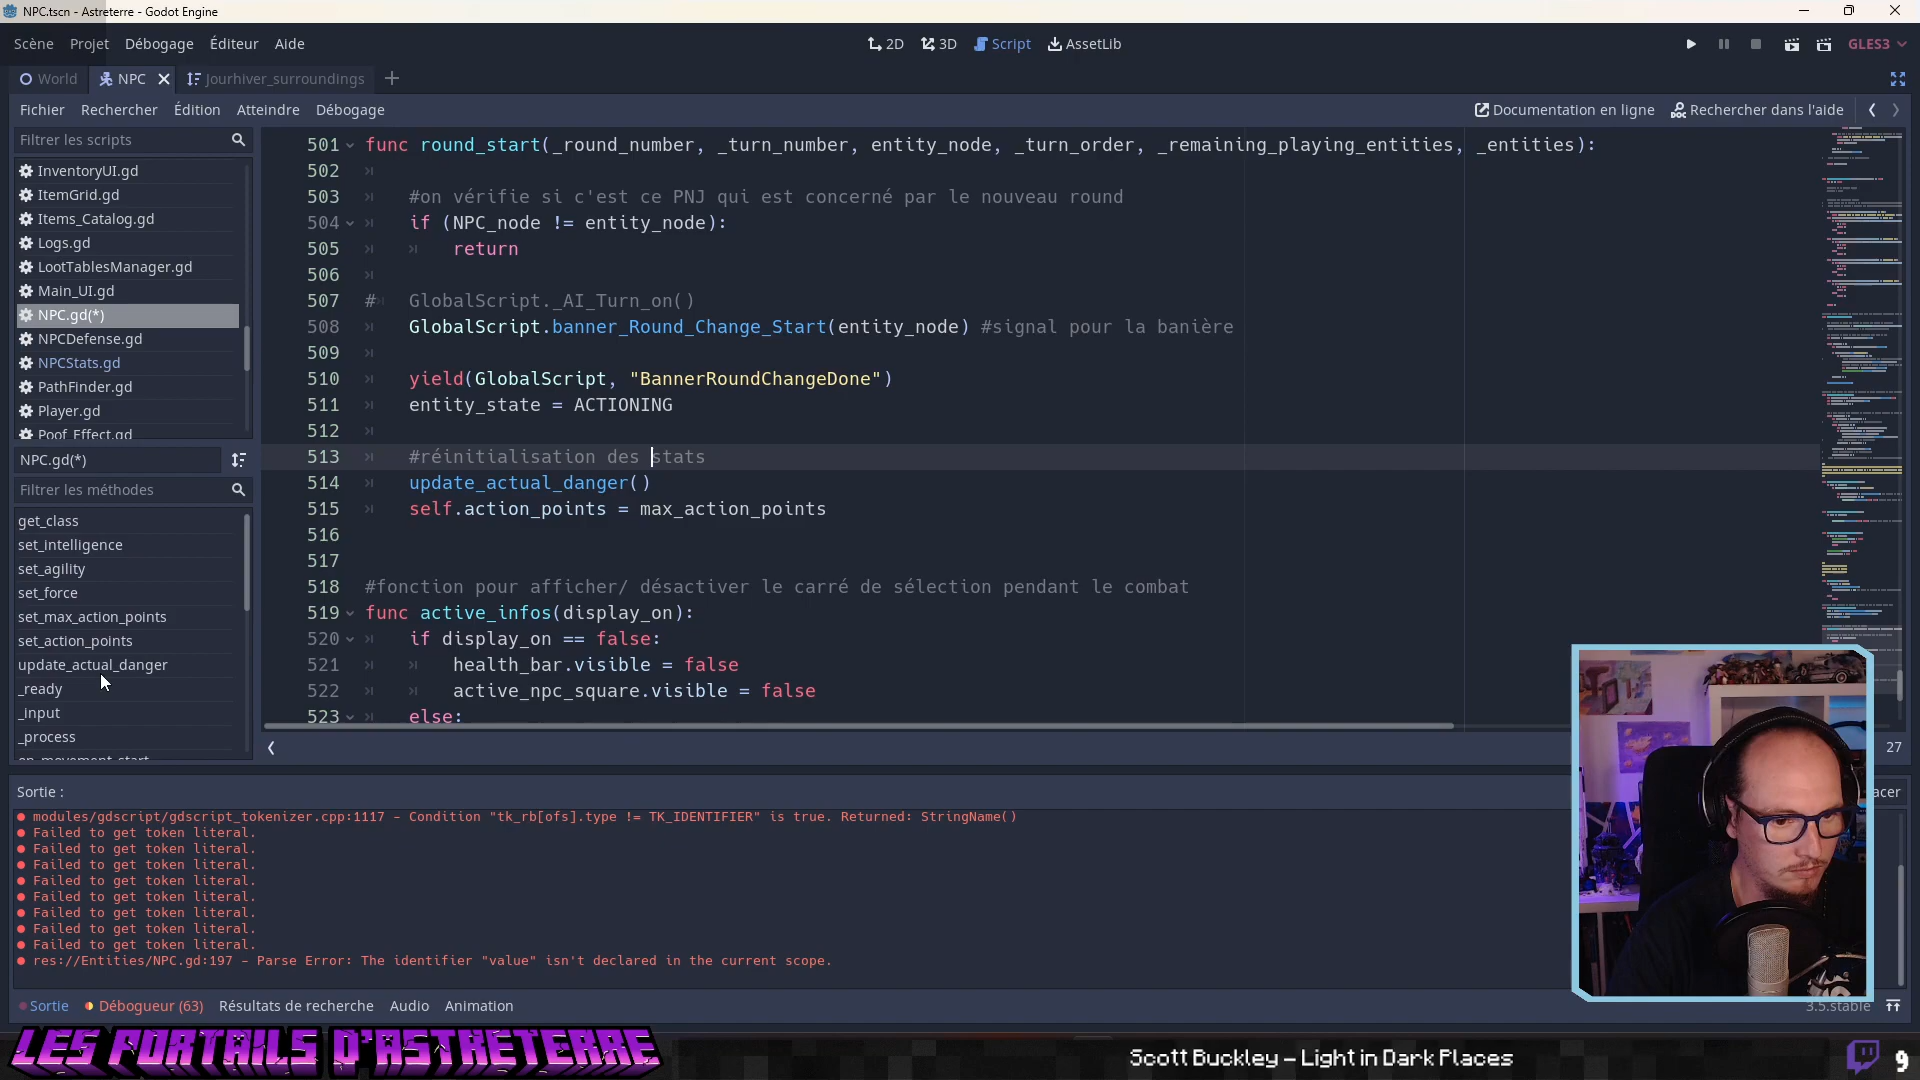 NPC.tscn - Astreterre - Godot Engine
Scène Projet Débogage Éditeur Aide
2D 3D Script AssetLib
GLES3
World NPC Jourhiver_surroundings
Fichier Rechercher Édition Atteindre Débogage
Documentation en ligne Rechercher dans l'aide
Filtrer les scripts
InventoryUI.gd
ItemGrid.gd
Items_Catalog.gd
Logs.gd
LootTablesManager.gd
Main_UI.gd
NPC.gd(*)
NPCDefense.gd
NPCStats.gd
PathFinder.gd
Player.gd
Poof_Effect.gd
NPC.gd(*)
Filtrer les méthodes
get_class
set_intelligence
set_agility
set_force
set_max_action_points
set_action_points
update_actual_danger
_ready
_input
_process
on_movement_start
501 func round_start(_round_number, _turn_number, entity_node, _turn_order, _remaining_playing_entities, _entities):
502
503 #on vérifie si c'est ce PNJ qui est concerné par le nouveau round
504 if (NPC_node != entity_node):
505 return
506
507 # GlobalScript._AI_Turn_on()
508 GlobalScript.banner_Round_Change_Start(entity_node) #signal pour la banière
509
510 yield(GlobalScript, "BannerRoundChangeDone")
511 entity_state = ACTIONING
512
513 #réinitialisation des stats
514 update_actual_danger()
515 self.action_points = max_action_points
516
517
518 #fonction pour afficher/ désactiver le carré de sélection pendant le combat
519 func active_infos(display_on):
520 if display_on == false:
521 health_bar.visible = false
522 active_npc_square.visible = false
523 else:
27
Sortie :
acer
modules/gdscript/gdscript_tokenizer.cpp:1117 - Condition "tk_rb[ofs].type != TK_IDENTIFIER" is true. Returned: StringName()
Failed to get token literal.
Failed to get token literal.
Failed to get token literal.
Failed to get token literal.
Failed to get token literal.
Failed to get token literal.
Failed to get token literal.
Failed to get token literal.
res://Entities/NPC.gd:197 - Parse Error: The identifier "value" isn't declared in the current scope.
Sortie Débogueur (63) Résultats de recherche Audio Animation
3.5.stable
LES PORTAILS D'ASTRETERRE
Scott Buckley – Light in Dark Places
9